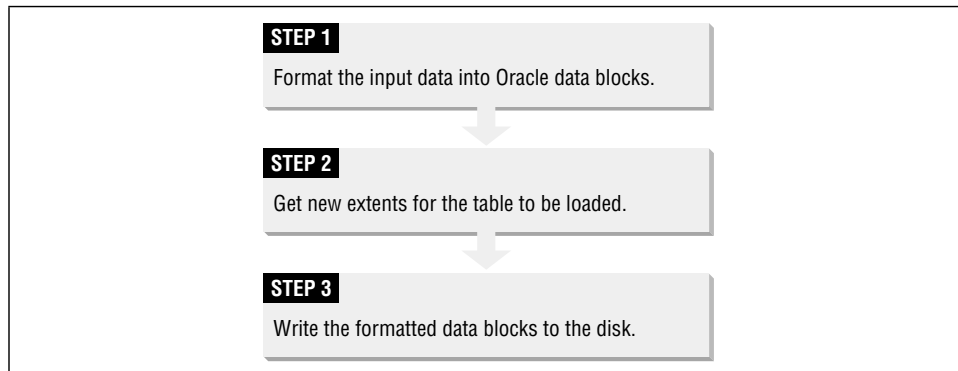 STEP 1
Format the input data into Oracle data blocks.
STEP 2
Get new extents for the table to be loaded.
STEP 3
Write the formatted data blocks to the disk.